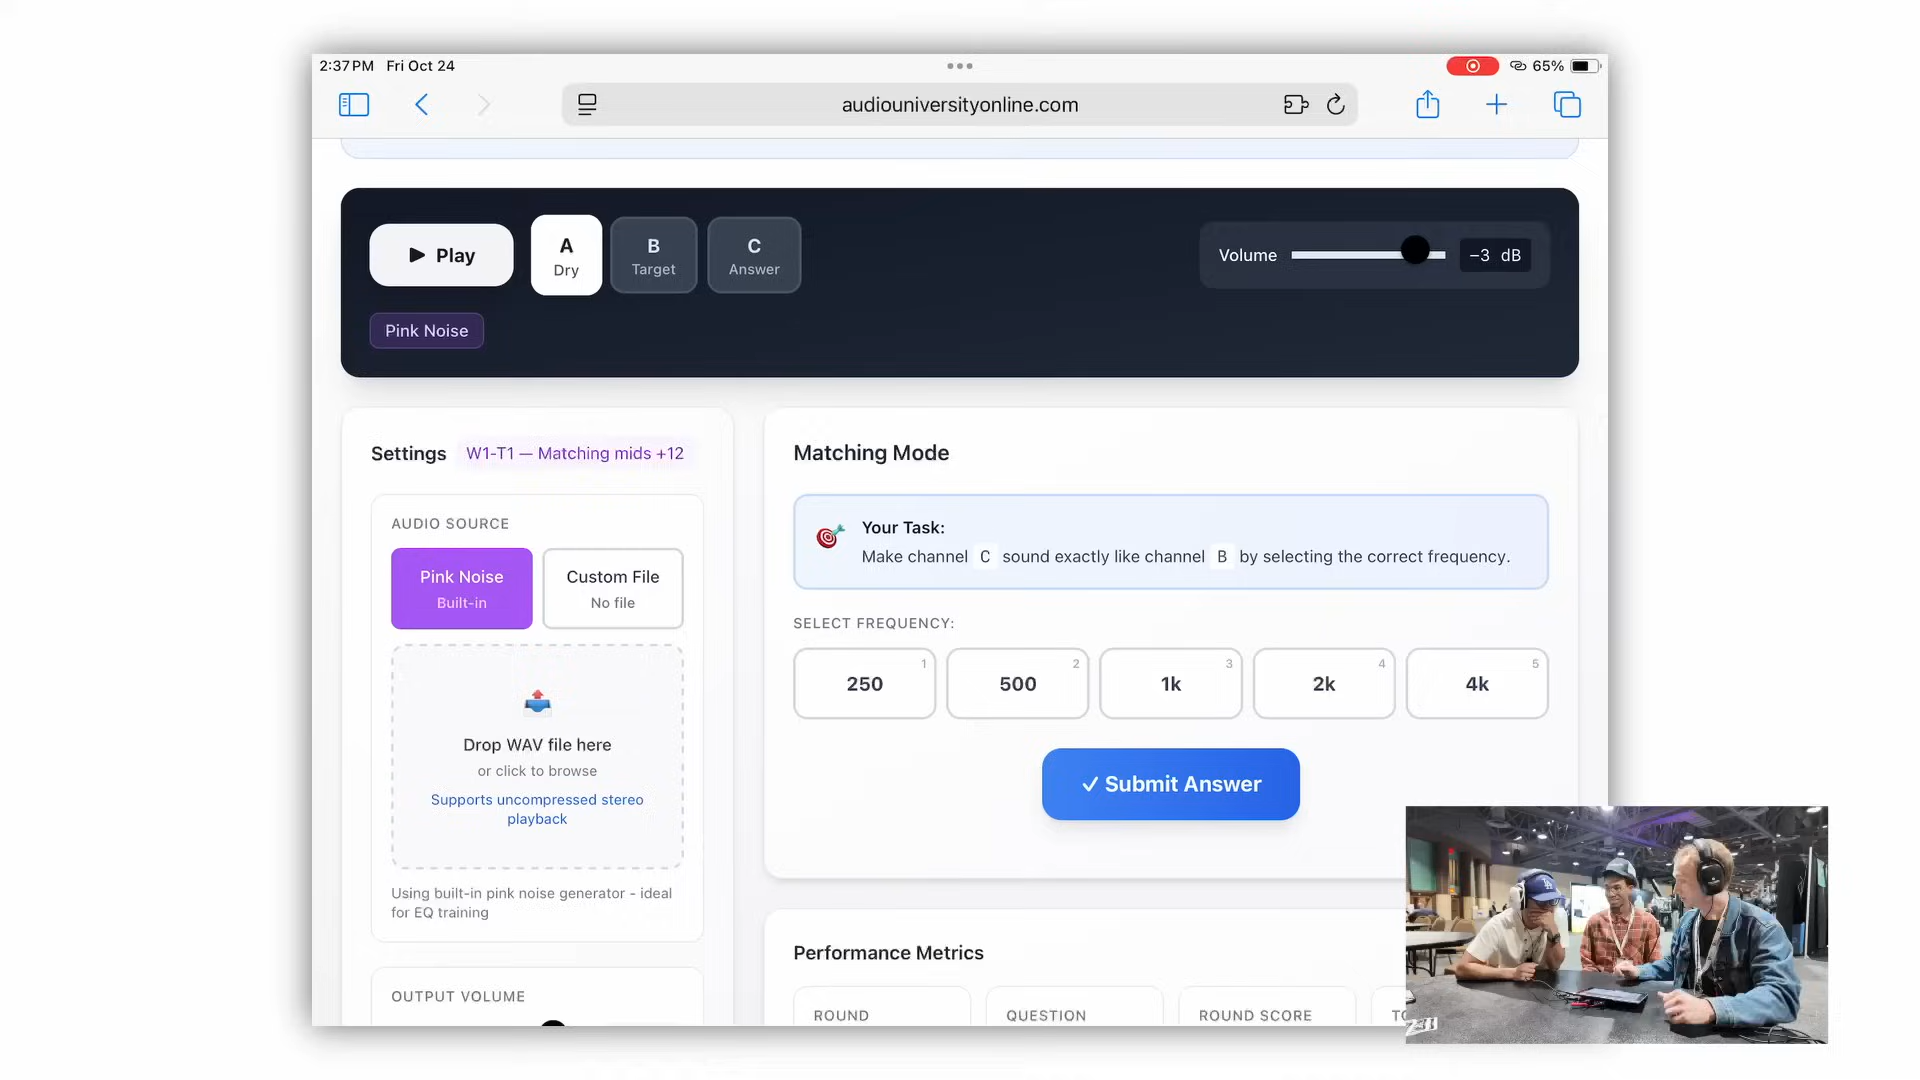 2:37 PM Fri Oct 24
65%
audiouniversityonline.com
Play
A
Dry
B
Target
C
Answer
Volume
−3 dB
Pink Noise
Settings
W1-T1 — Matching mids +12
AUDIO SOURCE
Pink Noise
Built-in
Custom File
No file
Drop WAV file here
or click to browse
Supports uncompressed stereo
playback
Using built-in pink noise generator - ideal
for EQ training
OUTPUT VOLUME
Matching Mode
Your Task:
Make channel C sound exactly like channel B by selecting the correct frequency.
SELECT FREQUENCY:
250 1
500 2
1k 3
2k 4
4k 5
✓ Submit Answer
Performance Metrics
ROUND
QUESTION
ROUND SCORE